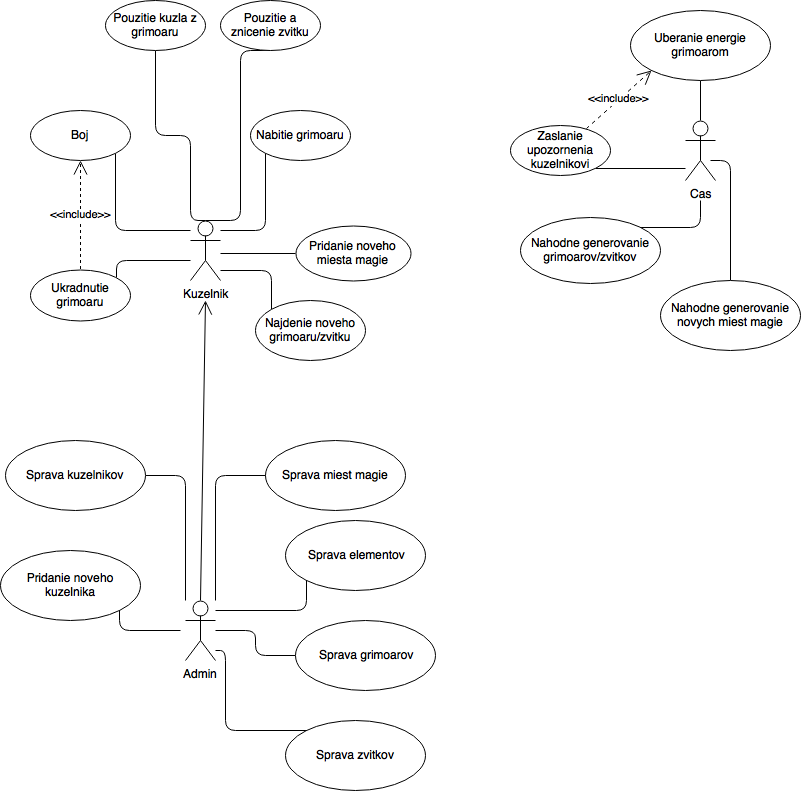 Pouzitie kuzla z
grimoaru
Pouzitie a
znicenie zvitku
Boj
Nabitie grimoaru
<<include>>
Pridanie noveho
miesta magie
Ukradnutie
grimoaru
Kuzelnik
Najdenie noveho
grimoaru/zvitku
Uberanie energie
grimoarom
<<include>>
Zaslanie
upozornenia
kuzelnikovi
Cas
Nahodne generovanie
grimoarov/zvitkov
Nahodne generovanie
novych miest magie
Sprava kuzelnikov
Sprava miest magie
Sprava elementov
Pridanie noveho
kuzelnika
Sprava grimoarov
Admin
Sprava zvitkov